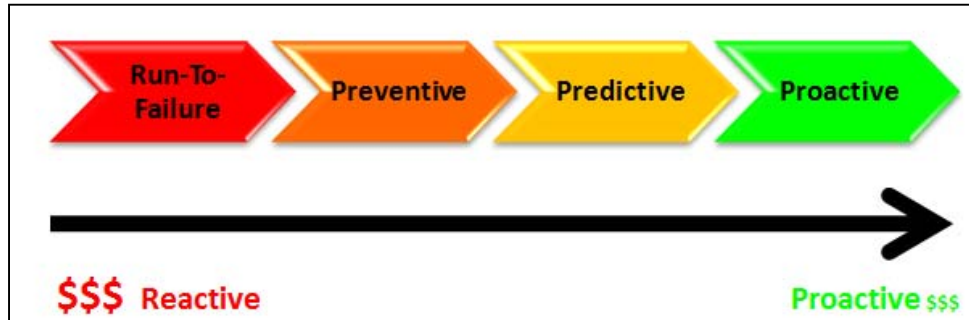 Run-To-
Failure
Preventive
Predictive
Proactive
$$$ Reactive
Proactive $$$